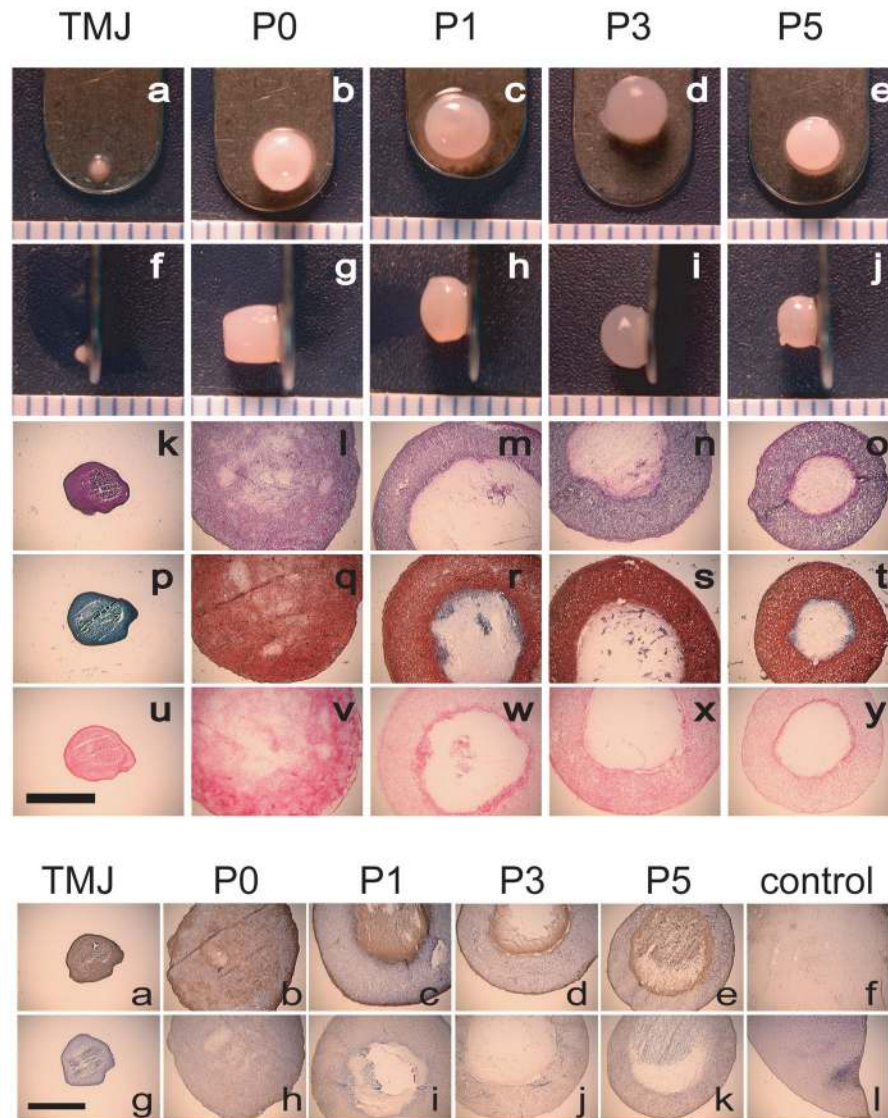 TMJ P0 P1 P3 P5
a b c d e
f g h i j
k l m n o
p q r s t
u v w x y
TMJ P0 P1 P3 P5 control
a b c d e f
g h i j k l